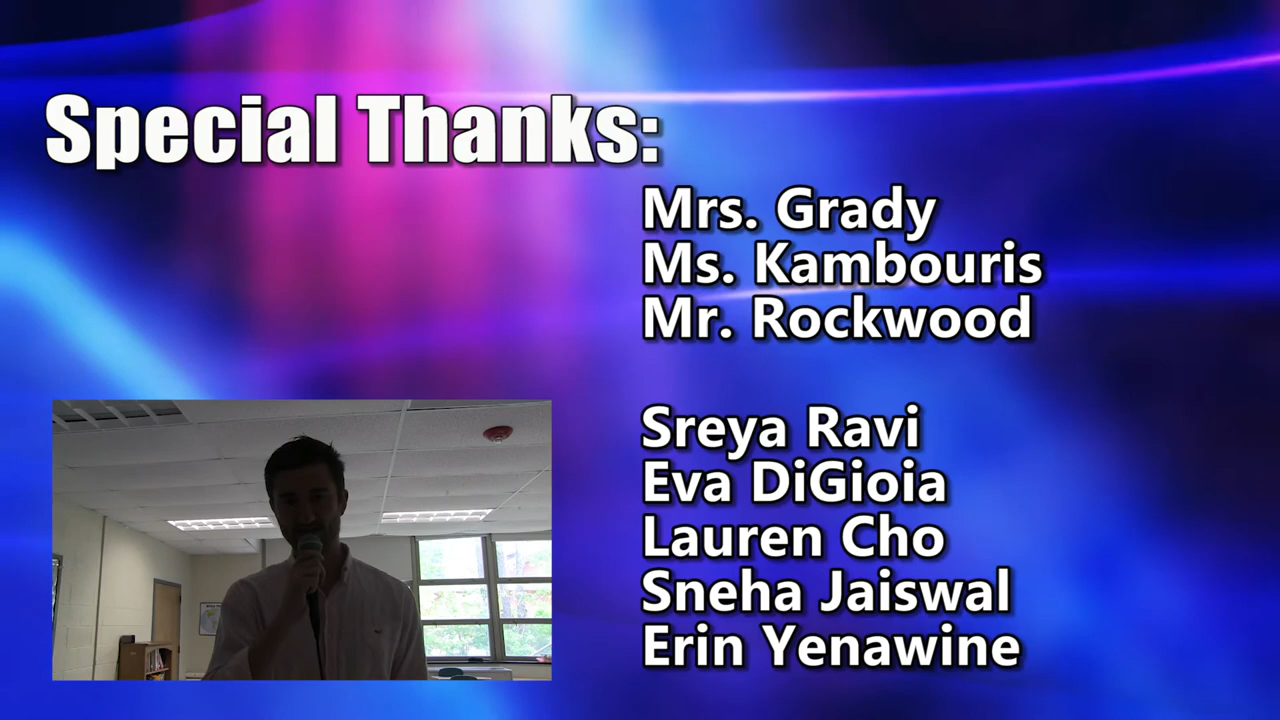 Special Thanks:
Mrs. Grady
Ms. Kambouris
Mr. Rockwood
Sreya Ravi
Eva DiGioia
Lauren Cho
Sneha Jaiswal
Erin Yenawine